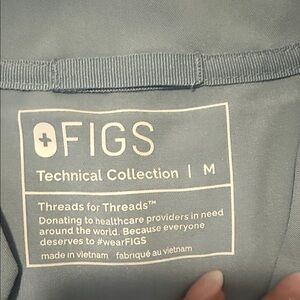 FIGS
Technical Collection | M
Threads for Threads™
Donating to healthcare providers in need
around the world. Because everyone
deserves to #wearFIGS
made in vietnam fabriqué au vietnam